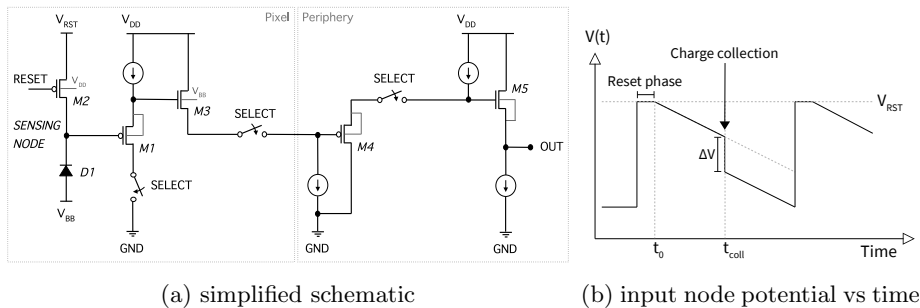 Pixel
Periphery
V_RST
V_DD
V_DD
RESET
V_DD
M2
V_BB
M3
SELECT
SELECT
M5
SENSING
NODE
M1
M4
OUT
D1
SELECT
V_BB
GND
GND
GND
(a) simplified schematic
V(t)
Charge collection
Reset phase
V_RST
ΔV
t_0
t_coll
Time
(b) input node potential vs time